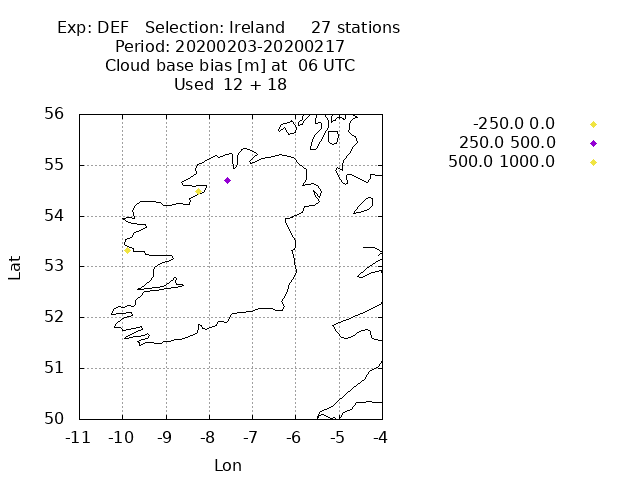 Exp: DEF   Selection: Ireland     27 stations
Period: 20200203-20200217
Cloud base bias [m] at  06 UTC
Used  12 + 18
-250.0 0.0
250.0 500.0
500.0 1000.0
56
55
54
53
52
51
50
Lat
-11 -10 -9 -8 -7 -6 -5 -4
Lon